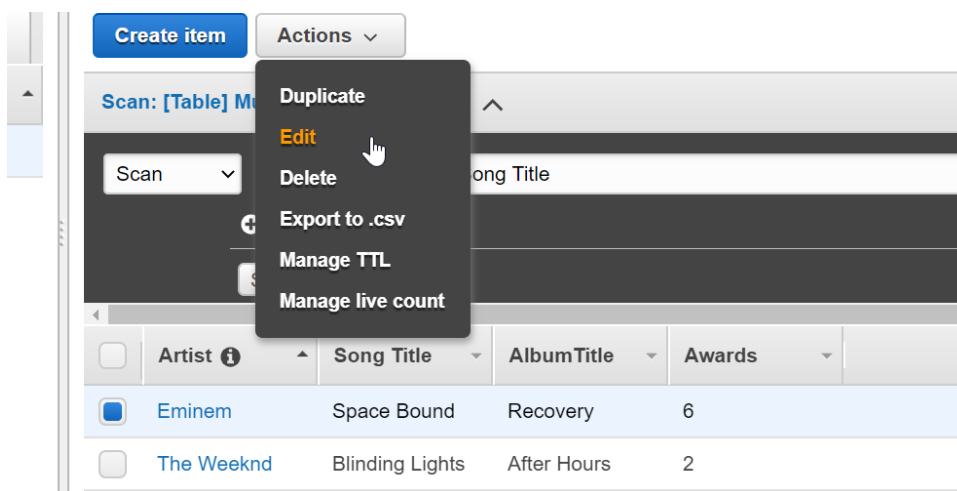 Create item
Actions
Scan: [Table] Mu
Duplicate
Edit
Delete
Export to .csv
Manage TTL
Manage live count
Scan
ong Title
Artist
Song Title
AlbumTitle
Awards
Eminem
Space Bound
Recovery
6
The Weeknd
Blinding Lights
After Hours
2